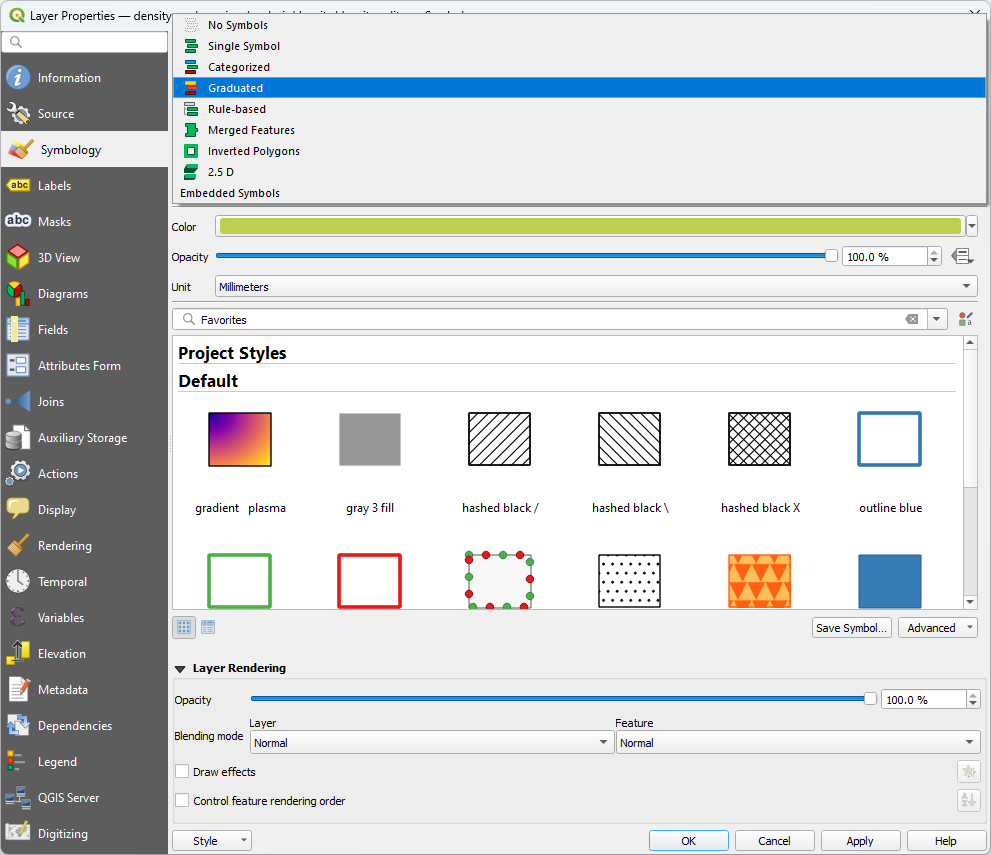 Layer Properties — density
No Symbols
Single Symbol
Categorized
Graduated
Rule-based
Merged Features
Inverted Polygons
2.5 D
Embedded Symbols
Information
Source
Symbology
Labels
Masks
3D View
Diagrams
Fields
Attributes Form
Joins
Auxiliary Storage
Actions
Display
Rendering
Temporal
Variables
Elevation
Metadata
Dependencies
Legend
QGIS Server
Digitizing
abc
abc
Color
Opacity
100.0 %
Unit
Millimeters
Favorites
Project Styles
Default
gradient plasma
gray 3 fill
hashed black /
hashed black \
hashed black X
outline blue
Save Symbol...
Advanced
Layer Rendering
Opacity
100.0 %
Layer
Feature
Blending mode
Normal
Normal
Draw effects
Control feature rendering order
Style
OK
Cancel
Apply
Help